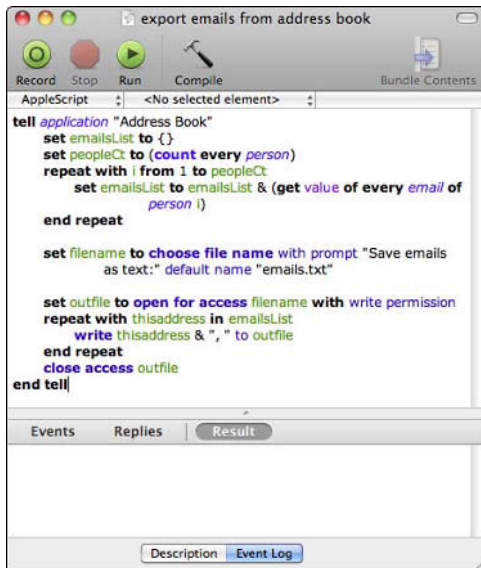 export emails from address book
Record Stop Run Compile Bundle Contents
AppleScript <No selected element>
tell application "Address Book"
set emailsList to {}
set peopleCt to (count every person)
repeat with i from 1 to peopleCt
set emailsList to emailsList & (get value of every email of
person i)
end repeat
set filename to choose file name with prompt "Save emails
as text:" default name "emails.txt"
set outfile to open for access filename with write permission
repeat with thisaddress in emailsList
write thisaddress & ", " to outfile
end repeat
close access outfile
end tell
Events Replies Result
Description Event Log